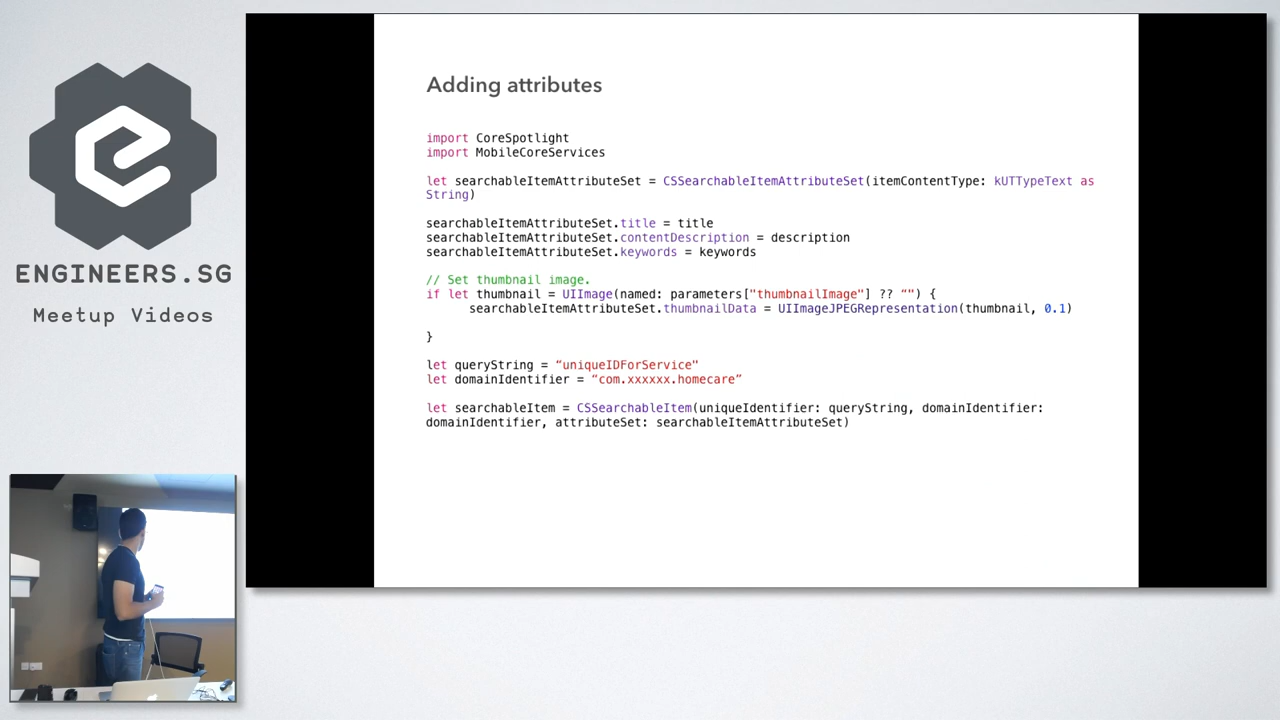 ENGINEERS.SG
Meetup Videos
Adding attributes
import CoreSpotlight
import MobileCoreServices
let searchableItemAttributeSet = CSSearchableItemAttributeSet(itemContentType: kUTTypeText as
String)
searchableItemAttributeSet.title = title
searchableItemAttributeSet.contentDescription = description
searchableItemAttributeSet.keywords = keywords
// Set thumbnail image.
if let thumbnail = UIImage(named: parameters["thumbnailImage"] ?? “”) {
searchableItemAttributeSet.thumbnailData = UIImageJPEGRepresentation(thumbnail, 0.1)
}
let queryString = “uniqueIDForService"
let domainIdentifier = “com.xxxxxx.homecare”
let searchableItem = CSSearchableItem(uniqueIdentifier: queryString, domainIdentifier:
domainIdentifier, attributeSet: searchableItemAttributeSet)